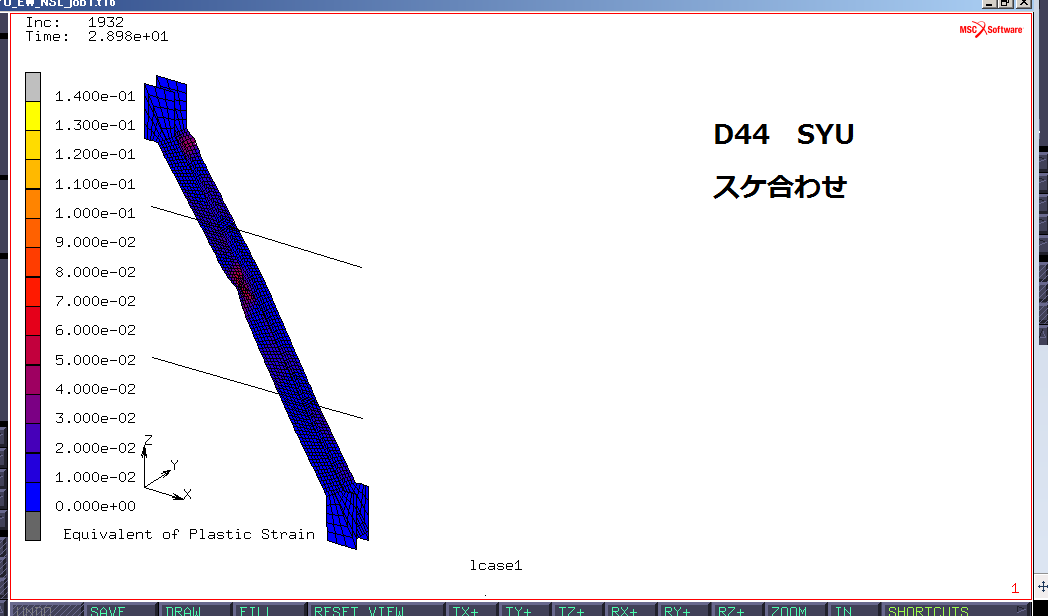 U_EW_NSL_job1.t16
Inc: 1932
Time: 2.898e+01
MSC Software
1.400e-01
1.300e-01
1.200e-01
1.100e-01
1.000e-01
9.000e-02
8.000e-02
7.000e-02
6.000e-02
5.000e-02
4.000e-02
3.000e-02
2.000e-02
1.000e-02
0.000e+00
D44 SYU
スケ合わせ
Z
Y
X
Equivalent of Plastic Strain
lcase1
1
UNDO SAVE DRAW FILL RESET VIEW TX+ TY+ TZ+ RX+ RY+ RZ+ ZOOM IN SHORTCUTS